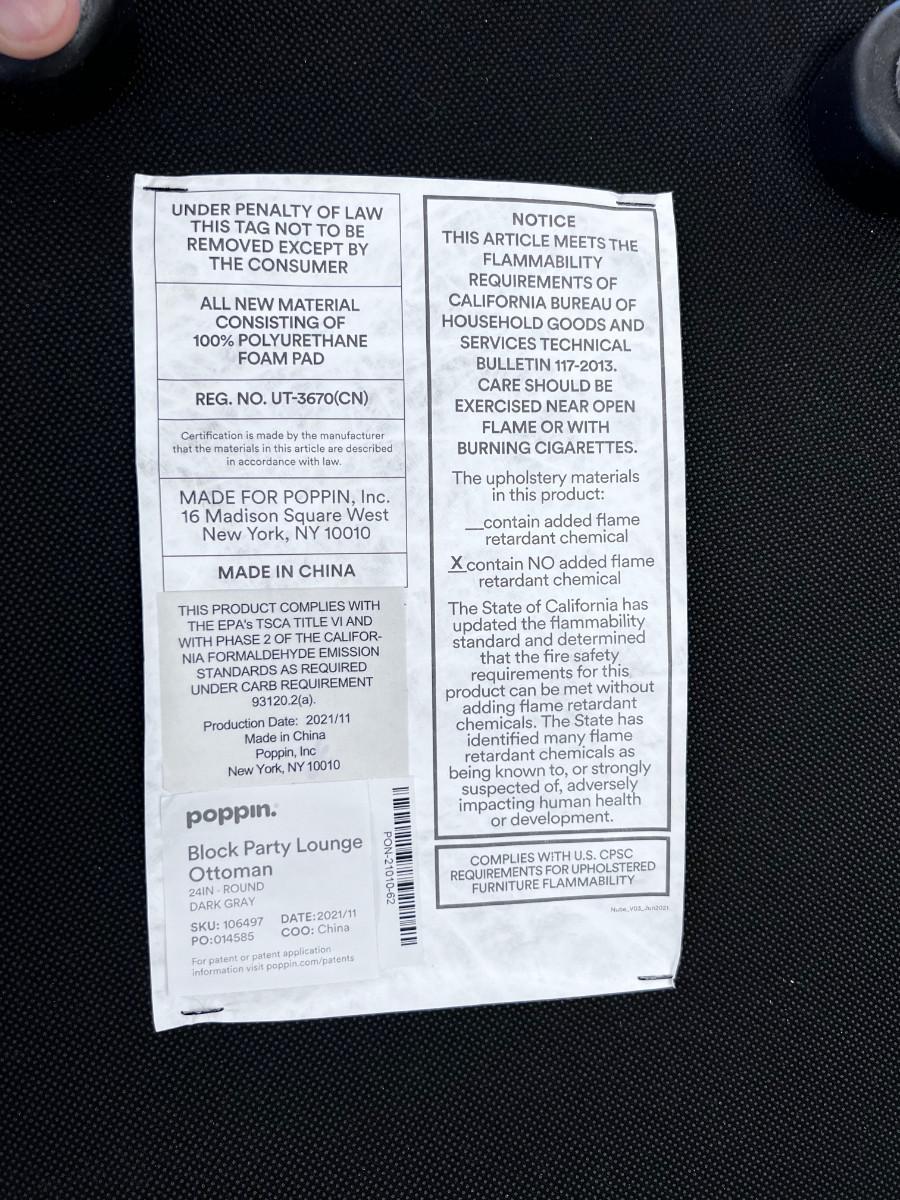 UNDER PENALTY OF LAW
THIS TAG NOT TO BE
REMOVED EXCEPT BY
THE CONSUMER
ALL NEW MATERIAL
CONSISTING OF
100% POLYURETHANE
FOAM PAD
REG. NO. UT-3670(CN)
Certification is made by the manufacturer
that the materials in this article are described
in accordance with law.
MADE FOR POPPIN, Inc.
16 Madison Square West
New York, NY 10010
MADE IN CHINA
THIS PRODUCT COMPLIES WITH
THE EPA's TSCA TITLE VI AND
WITH PHASE 2 OF THE CALIFOR-
NIA FORMALDEHYDE EMISSION
STANDARDS AS REQUIRED
UNDER CARB REQUIREMENT
93120.2(a).
Production Date: 2021/11
Made in China
Poppin, Inc
New York, NY 10010
poppin.
Block Party Lounge
Ottoman
24IN - ROUND
DARK GRAY
SKU: 106497 DATE:2021/11
PO:014585 COO: China
For patent or patent application
information visit poppin.com/patents
PON-21010-62
NOTICE
THIS ARTICLE MEETS THE
FLAMMABILITY
REQUIREMENTS OF
CALIFORNIA BUREAU OF
HOUSEHOLD GOODS AND
SERVICES TECHNICAL
BULLETIN 117-2013.
CARE SHOULD BE
EXERCISED NEAR OPEN
FLAME OR WITH
BURNING CIGARETTES.
The upholstery materials
in this product:
__contain added flame
retardant chemical
X contain NO added flame
retardant chemical
The State of California has
updated the flammability
standard and determined
that the fire safety
requirements for this
product can be met without
adding flame retardant
chemicals. The State has
identified many flame
retardant chemicals as
being known to, or strongly
suspected of, adversely
impacting human health
or development.
COMPLIES WITH U.S. CPSC
REQUIREMENTS FOR UPHOLSTERED
FURNITURE FLAMMABILITY
Nube_V03_Jun2021